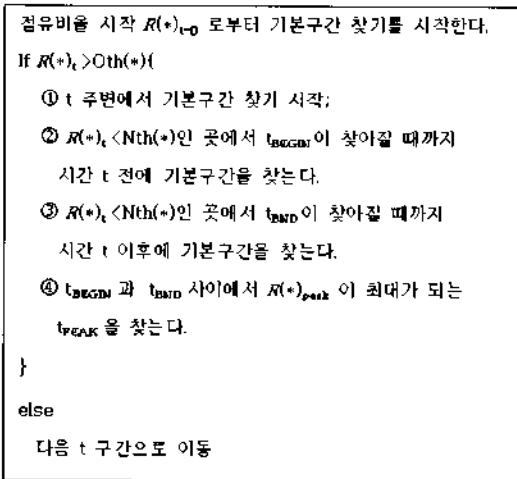 점유비율 시작 R(*)t=0 로부터 기본구간 찾기를 시작한다.
If R(*)t >Oth(*){
① t 주변에서 기본구간 찾기 시작;
② R(*)t <Nth(*)인 곳에서 tBEGIN이 찾아질 때까지
시간 t 전에 기본구간을 찾는다.
③ R(*)t <Nth(*)인 곳에서 tEND이 찾아질 때까지
시간 t 이후에 기본구간을 찾는다.
④ tBEGIN 과 tEND 사이에서 R(*)peak 이 최대가 되는
tPEAK 을 찾는다.
}
else
다음 t 구간으로 이동